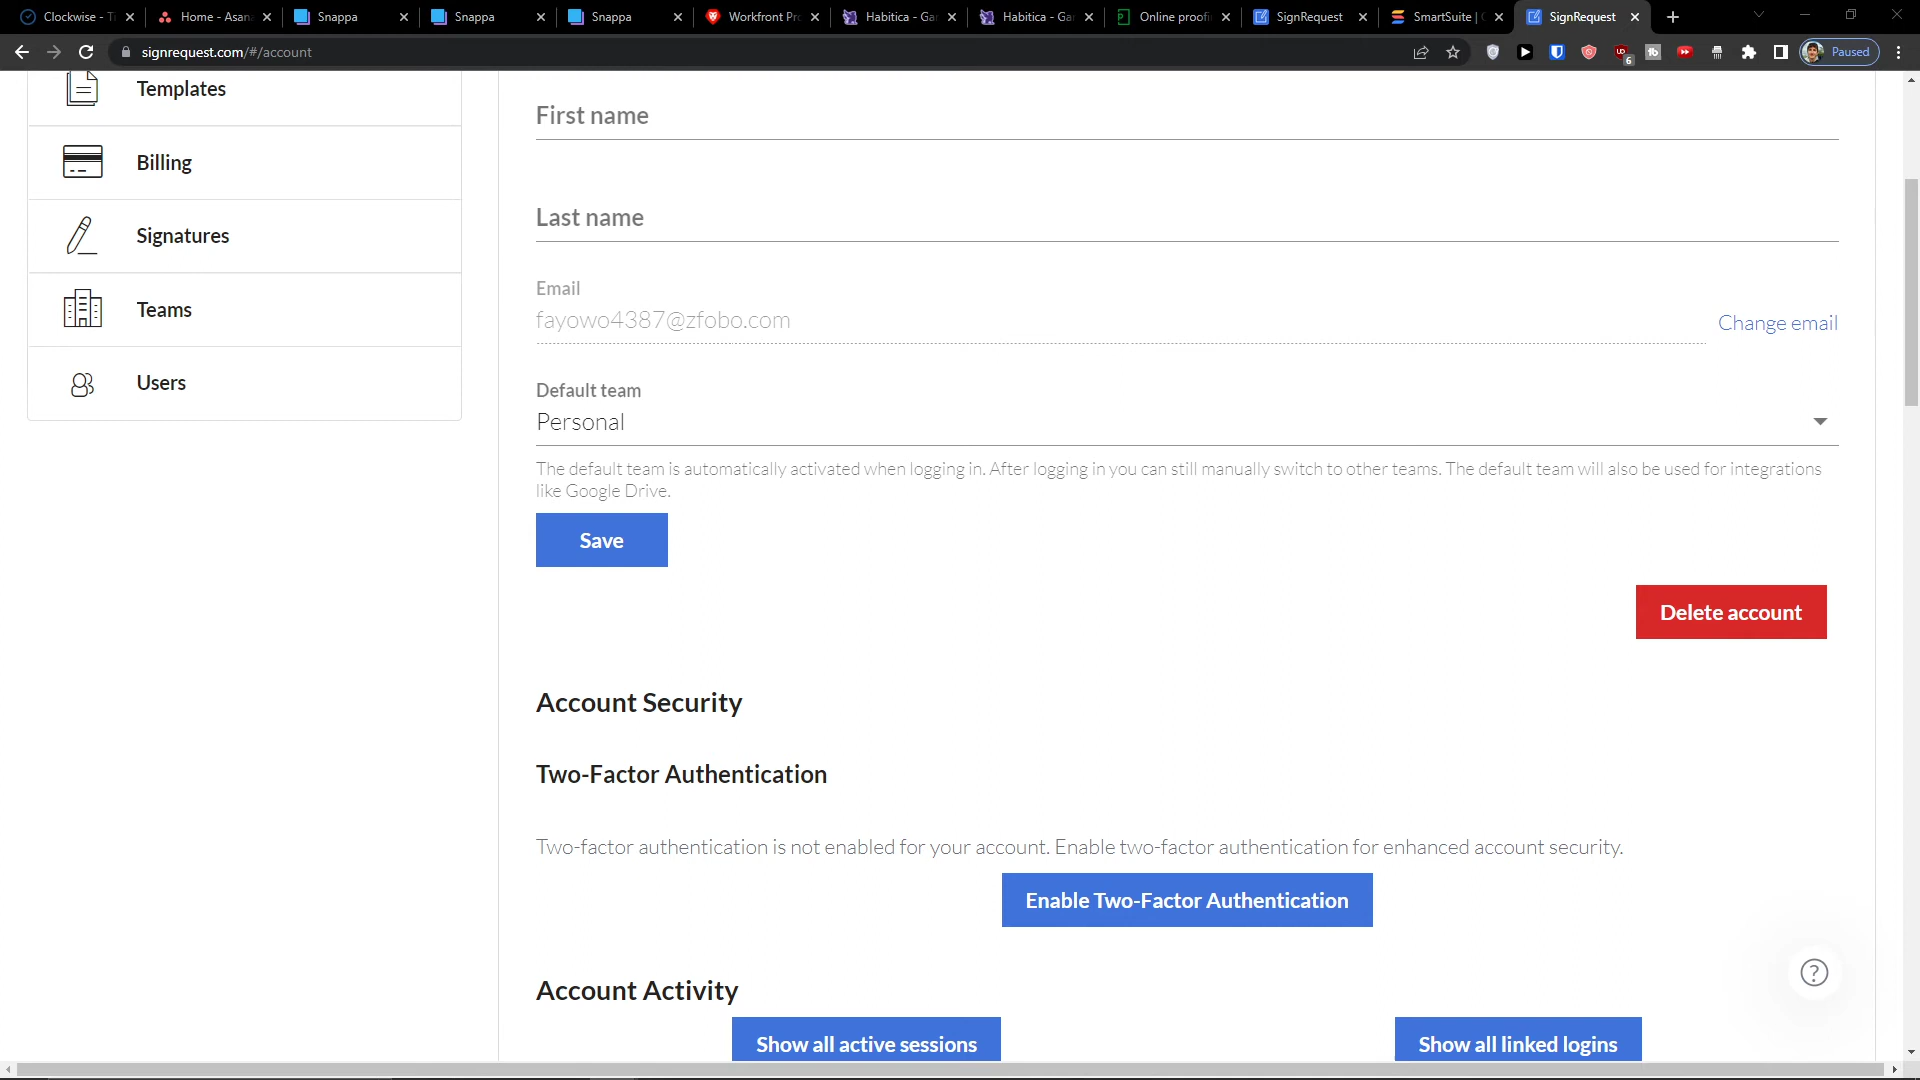 Clockwise - Ti
Home - Asan
Snappa
Snappa
Snappa
Workfront Pr
Habitica - Ga
Habitica - Ga
Online proofi
SignRequest
SmartSuite |
SignRequest
signrequest.com/#/account
6
Paused
Templates
Billing
Signatures
Teams
Users
First name
Last name
Email
fayowo4387@zfobo.com
Change email
Default team
Personal
The default team is automatically activated when logging in. After logging in you can still manually switch to other teams. The default team will also be used for integrations
like Google Drive.
Save
Delete account
Account Security
Two-Factor Authentication
Two-factor authentication is not enabled for your account. Enable two-factor authentication for enhanced account security.
Enable Two-Factor Authentication
Account Activity
Show all active sessions
Show all linked logins